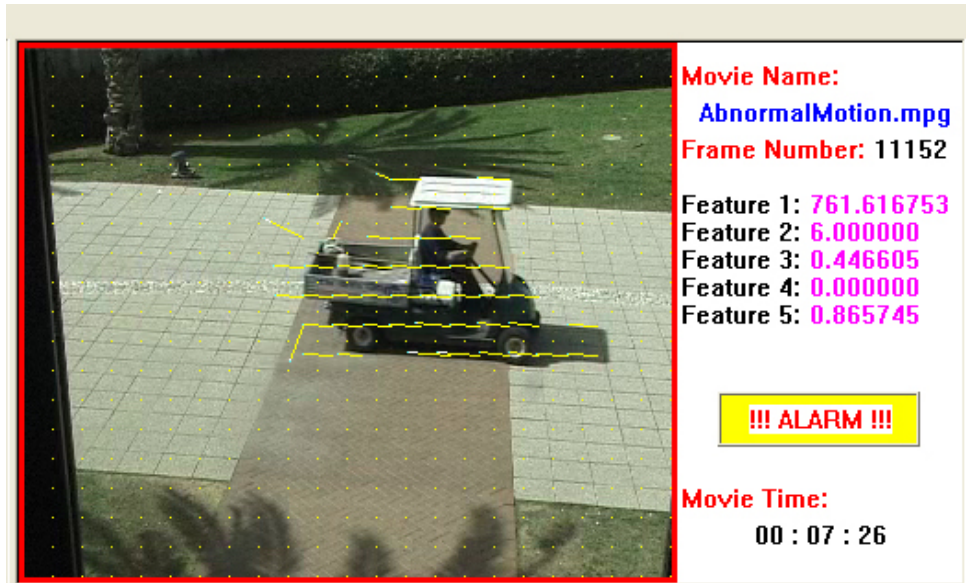 Movie Name:
AbnormalMotion.mpg
Frame Number: 11152
Feature 1: 761.616753
Feature 2: 6.000000
Feature 3: 0.446605
Feature 4: 0.000000
Feature 5: 0.865745
!!! ALARM !!!
Movie Time:
00 : 07 : 26